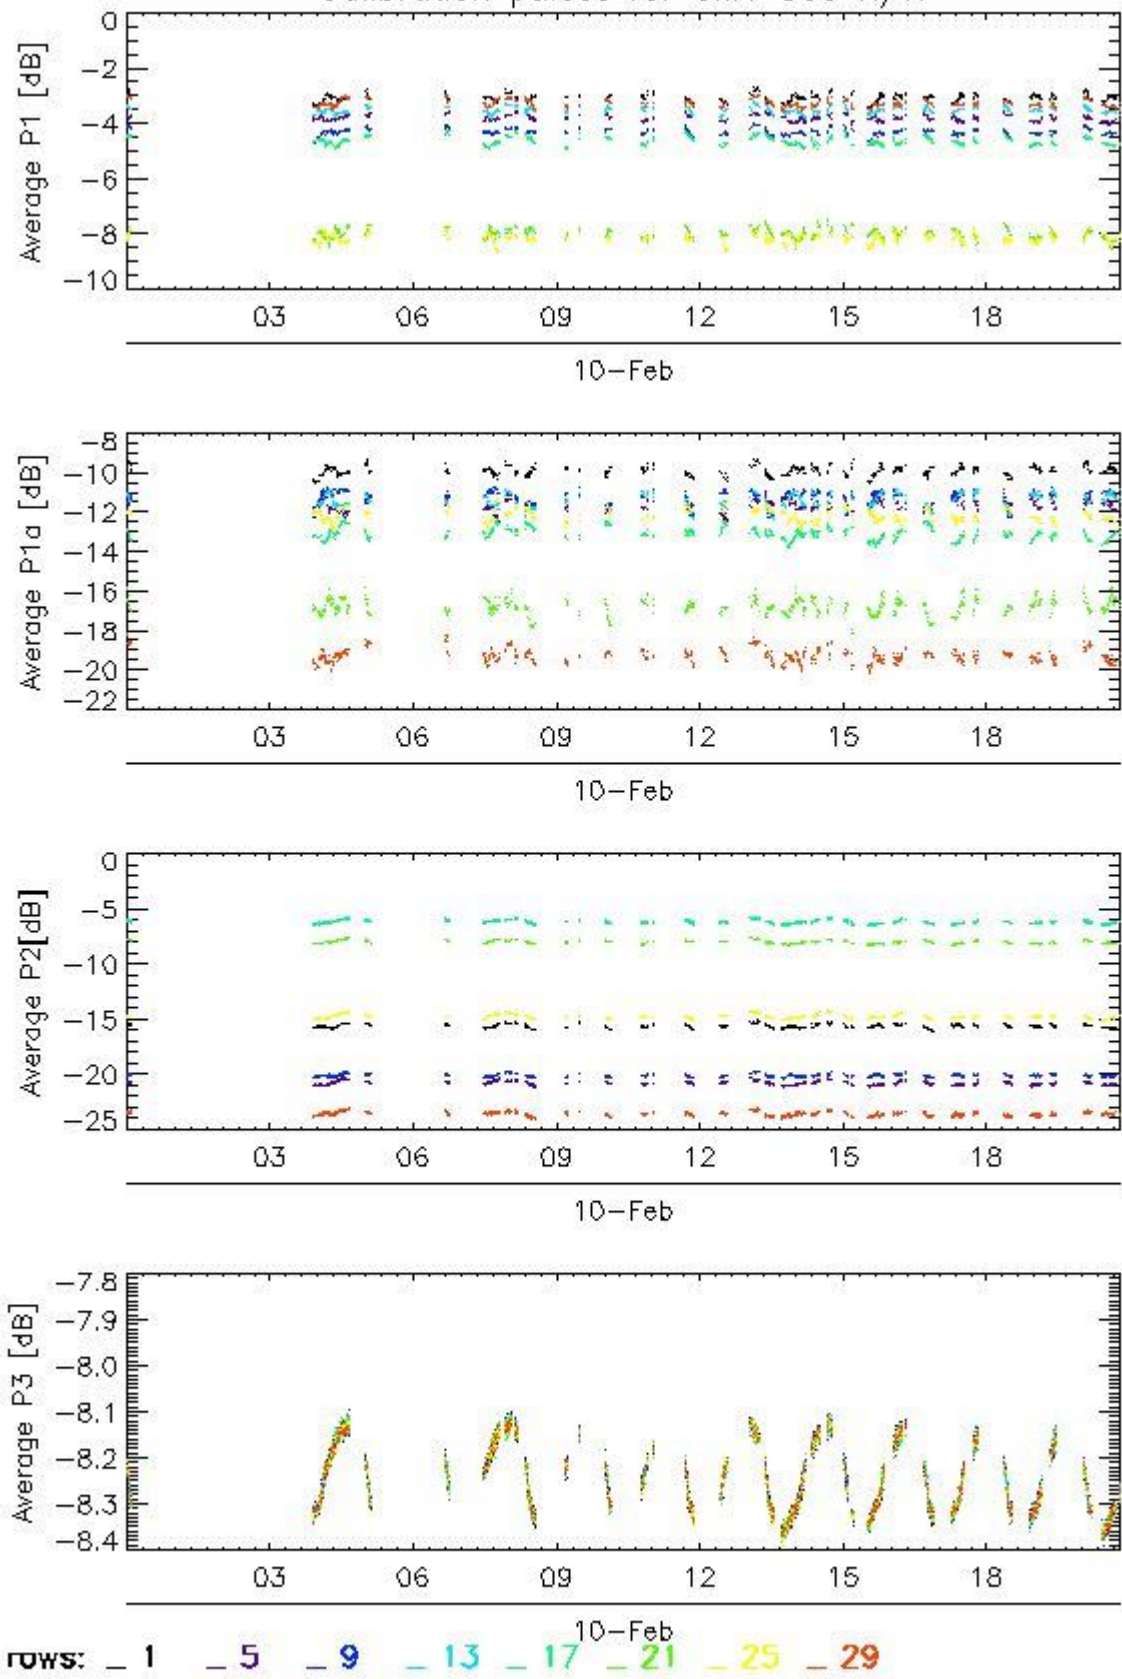 0
-2
-4
-6
-8
-10
Average P1 [dB]
03 06 09 12 15 18
10-Feb
-8
-10
-12
-14
-16
-18
-20
-22
Average P1a [dB]
03 06 09 12 15 18
10-Feb
0
-5
-10
-15
-20
-25
Average P2[dB]
03 06 09 12 15 18
10-Feb
-7.8
-7.9
-8.0
-8.1
-8.2
-8.3
-8.4
Average P3 [dB]
03 06 09 12 15 18
10-Feb
rows: _ 1 _ 5 _ 9 _ 13 _ 17 _ 21 _ 25 _ 29